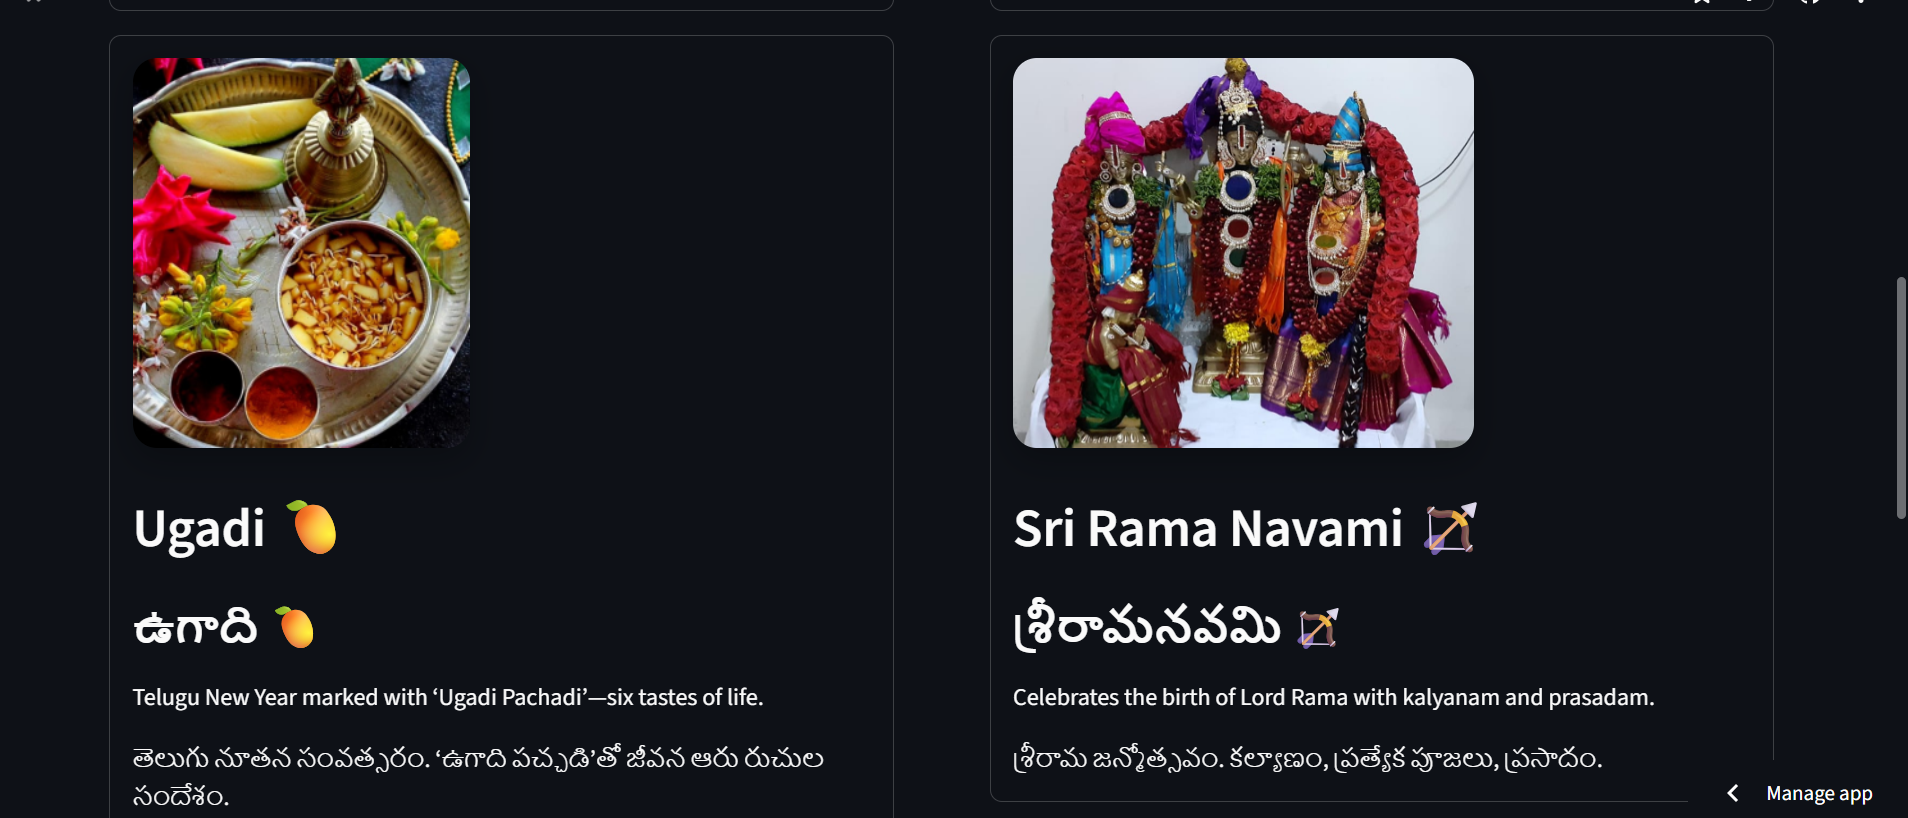 Ugadi 🥭
ఉగాది 🥭
Telugu New Year marked with ‘Ugadi Pachadi’—six tastes of life.
తెలుగు నూతన సంవత్సరం. ‘ఉగాది పచ్చడి’తో జీవన ఆరు రుచుల
సందేశం.
Sri Rama Navami 🏹
శ్రీరామనవమి 🏹
Celebrates the birth of Lord Rama with kalyanam and prasadam.
శ్రీరామ జన్మోత్సవం. కల్యాణం, ప్రత్యేక పూజలు, ప్రసాదం.
Manage app